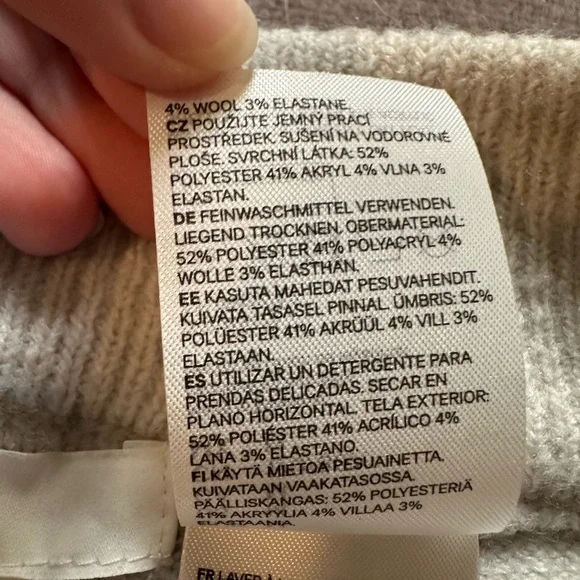 4% WOOL 3% ELASTANE.
CZ POUŽIJTE JEMNÝ PRACÍ
PROSTŘEDEK. SUŠENÍ NA VODOROVNÉ
PLOŠE. SVRCHNÍ LÁTKA: 52%
POLYESTER 41% AKRYL 4% VLNA 3%
ELASTAN.
DE FEINWASCHMITTEL VERWENDEN.
LIEGEND TROCKNEN. OBERMATERIAL:
52% POLYESTER 41% POLYACRYL 4%
WOLLE 3% ELASTHAN.
EE KASUTA MAHEDAT PESUVAHENDIT.
KUIVATA TASASEL PINNAL. ÜMBRIS: 52%
POLÜESTER 41% AKRÜÜL 4% VILL 3%
ELASTAAN.
ES UTILIZAR UN DETERGENTE PARA
PRENDAS DELICADAS. SECAR EN
PLANO HORIZONTAL. TELA EXTERIOR:
52% POLIÉSTER 41% ACRÍLICO 4%
LANA 3% ELASTANO.
FI KÄYTÄ MIETOA PESUAINETTA.
KUIVATAAN VAAKATASOSSA.
PÄÄLLISKANGAS: 52% POLYESTERIÄ
41% AKRYYLIA 4% VILLAA 3%
ELASTAANIA.
FR LAVER À